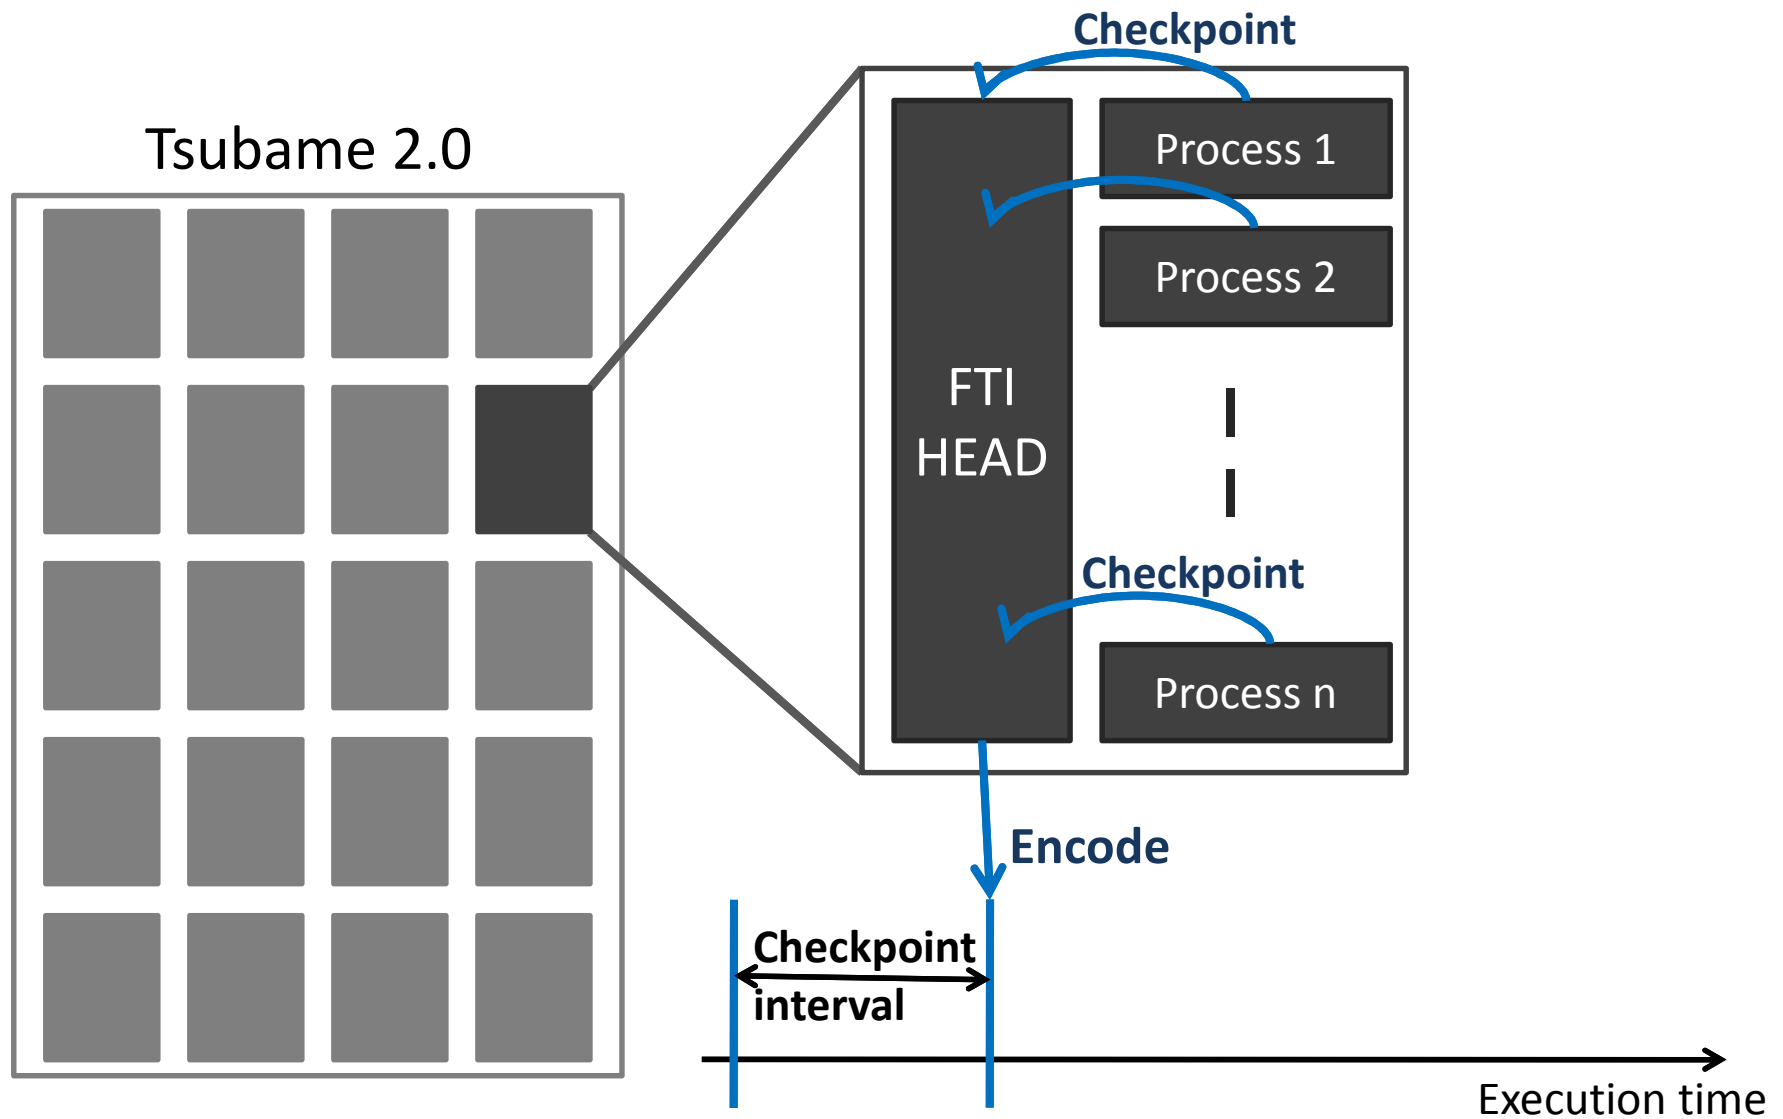 Checkpoint
Tsubame 2.0
Process 1
Process 2
FTI
HEAD
Checkpoint
Process n
Encode
Checkpoint
interval
Execution time